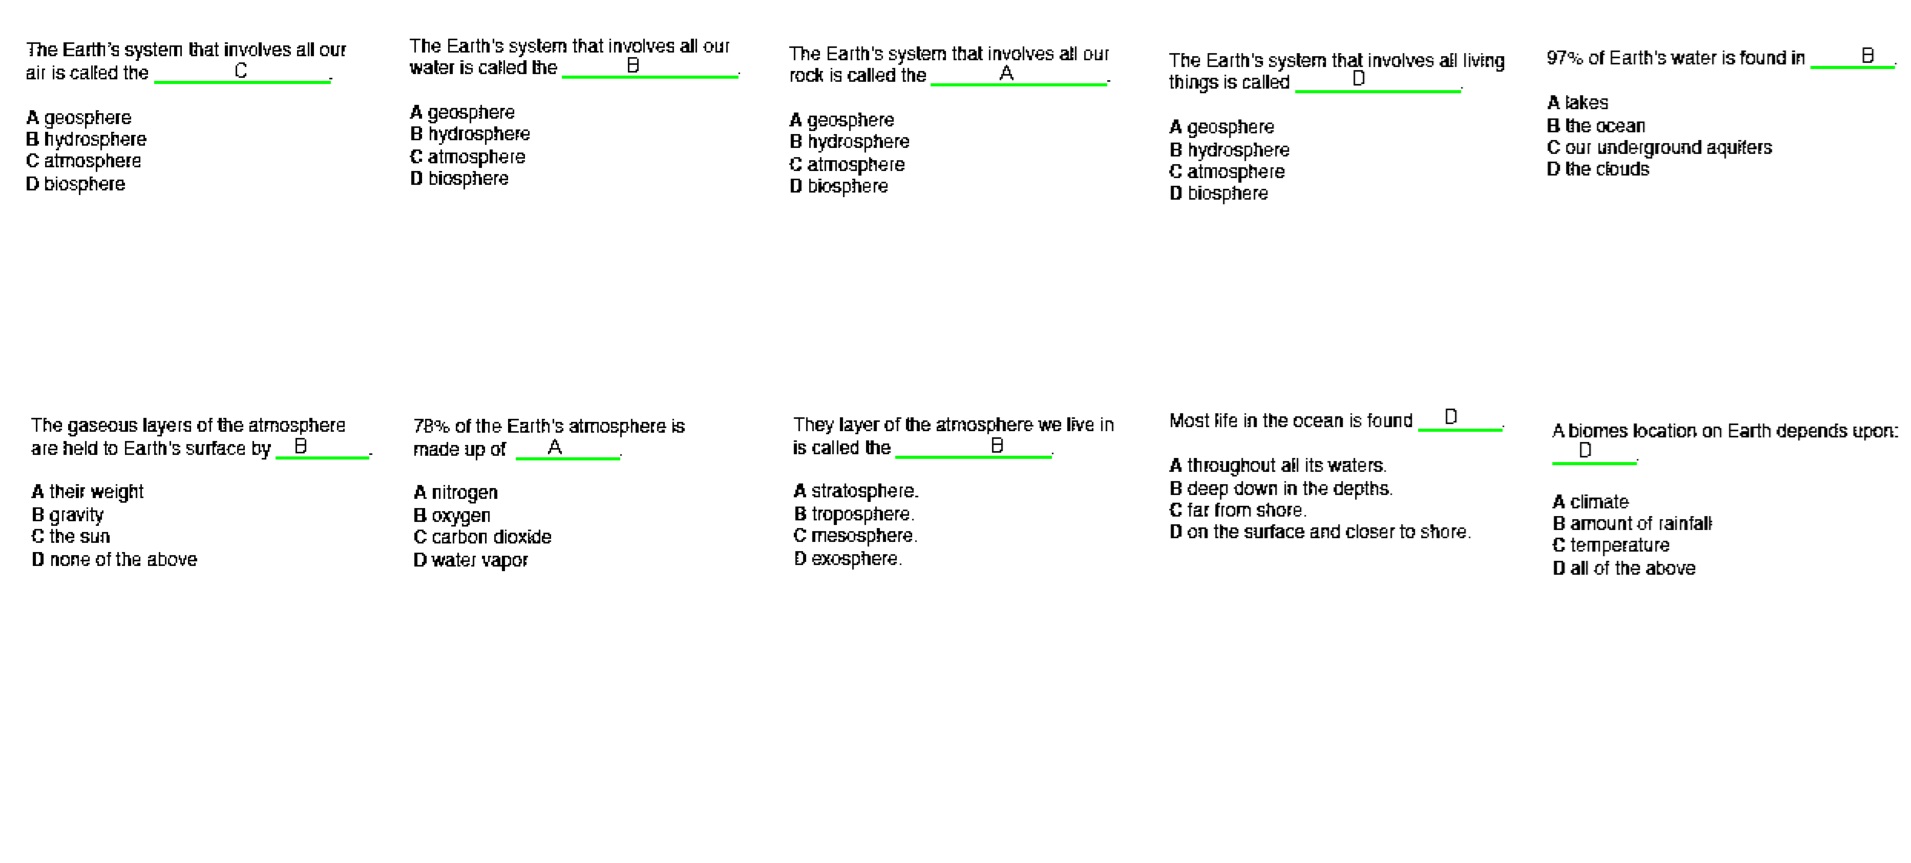 The Earth's system that involves all our
air is called the C.
A geosphere
B hydrosphere
C atmosphere
D biosphere
The Earth's system that involves all our
water is called the B.
A geosphere
B hydrosphere
C atmosphere
D biosphere
The Earth's system that involves all our
rock is called the A.
A geosphere
B hydrosphere
C atmosphere
D biosphere
The Earth's system that involves all living
things is called D.
A geosphere
B hydrosphere
C atmosphere
D biosphere
97% of Earth's water is found in B.
A lakes
B the ocean
C our underground aquifers
D the clouds
The gaseous layers of the atmosphere
are held to Earth's surface by B.
A their weight
B gravity
C the sun
D none of the above
78% of the Earth's atmosphere is
made up of A.
A nitrogen
B oxygen
C carbon dioxide
D water vapor
They layer of the atmosphere we live in
is called the B.
A stratosphere.
B troposphere.
C mesosphere.
D exosphere.
Most life in the ocean is found D.
A throughout all its waters.
B deep down in the depths.
C far from shore.
D on the surface and closer to shore.
A biomes location on Earth depends upon:
D.
A climate
B amount of rainfall
C temperature
D all of the above